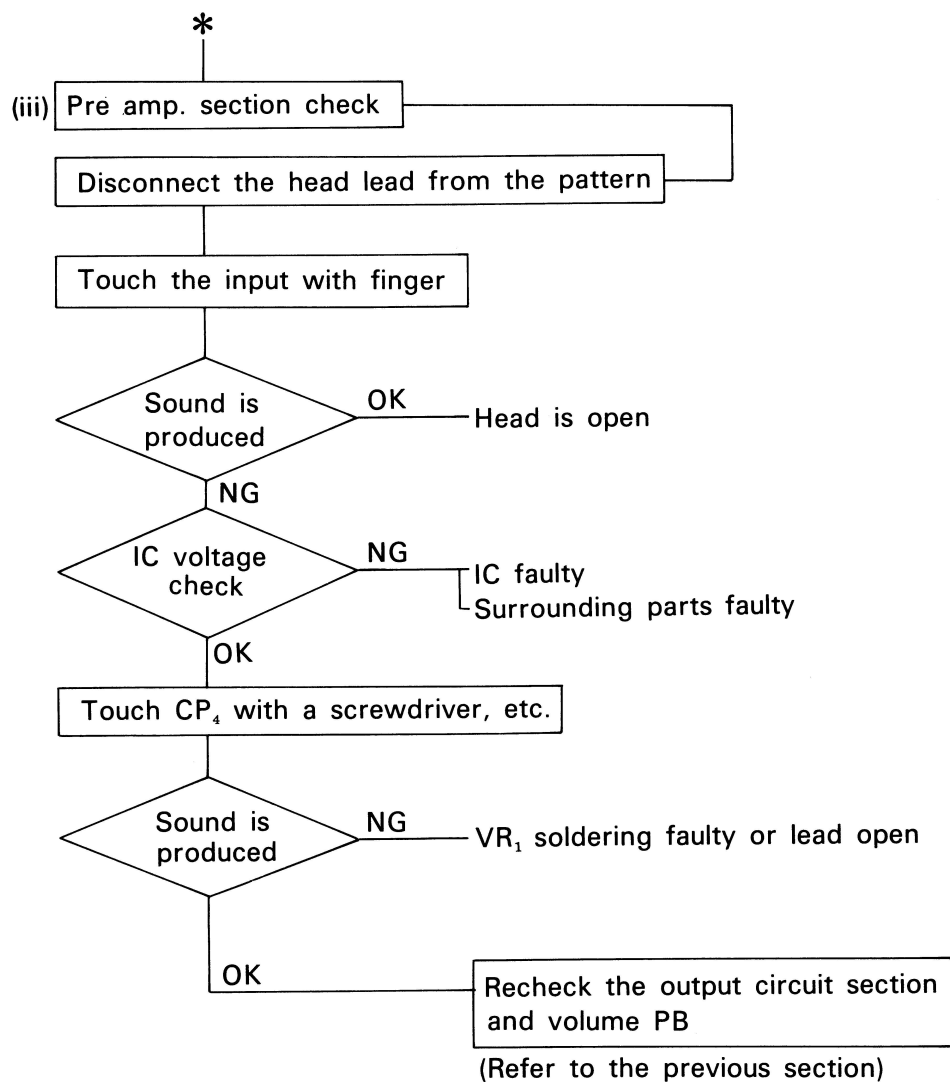 *
(iii) Pre amp. section check
Disconnect the head lead from the pattern
Touch the input with finger
Sound is
produced
OK
Head is open
NG
IC voltage
check
NG
IC faulty
Surrounding parts faulty
OK
Touch CP₄ with a screwdriver, etc.
Sound is
produced
NG
VR₁ soldering faulty or lead open
OK
Recheck the output circuit section
and volume PB
(Refer to the previous section)